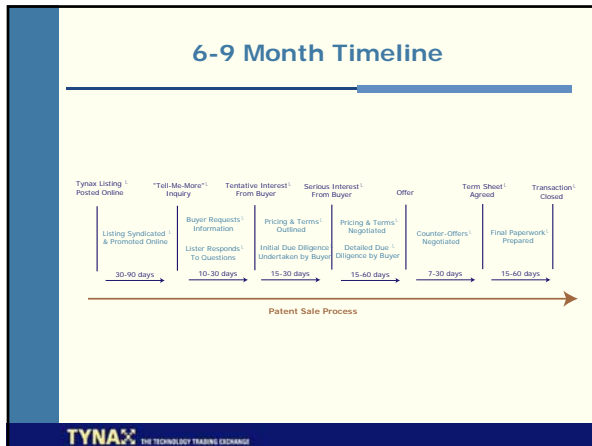 6-9 Month Timeline
Tynax Listing
Posted Online
"Tell-Me-More"
Inquiry
Tentative Interest
From Buyer
Serious Interest
From Buyer
Offer
Term Sheet
Agreed
Transaction
Closed
Listing Syndicated
& Promoted Online
Buyer Requests
Information
Lister Responds
To Questions
Pricing & Terms
Outlined
Initial Due Diligence
Undertaken by Buyer
Pricing & Terms
Negotiated
Detailed Due
Diligence by Buyer
Counter-Offers
Negotiated
Final Paperwork
Prepared
30-90 days
10-30 days
15-30 days
15-60 days
7-30 days
15-60 days
Patent Sale Process
TYNAX THE TECHNOLOGY TRADING EXCHANGE